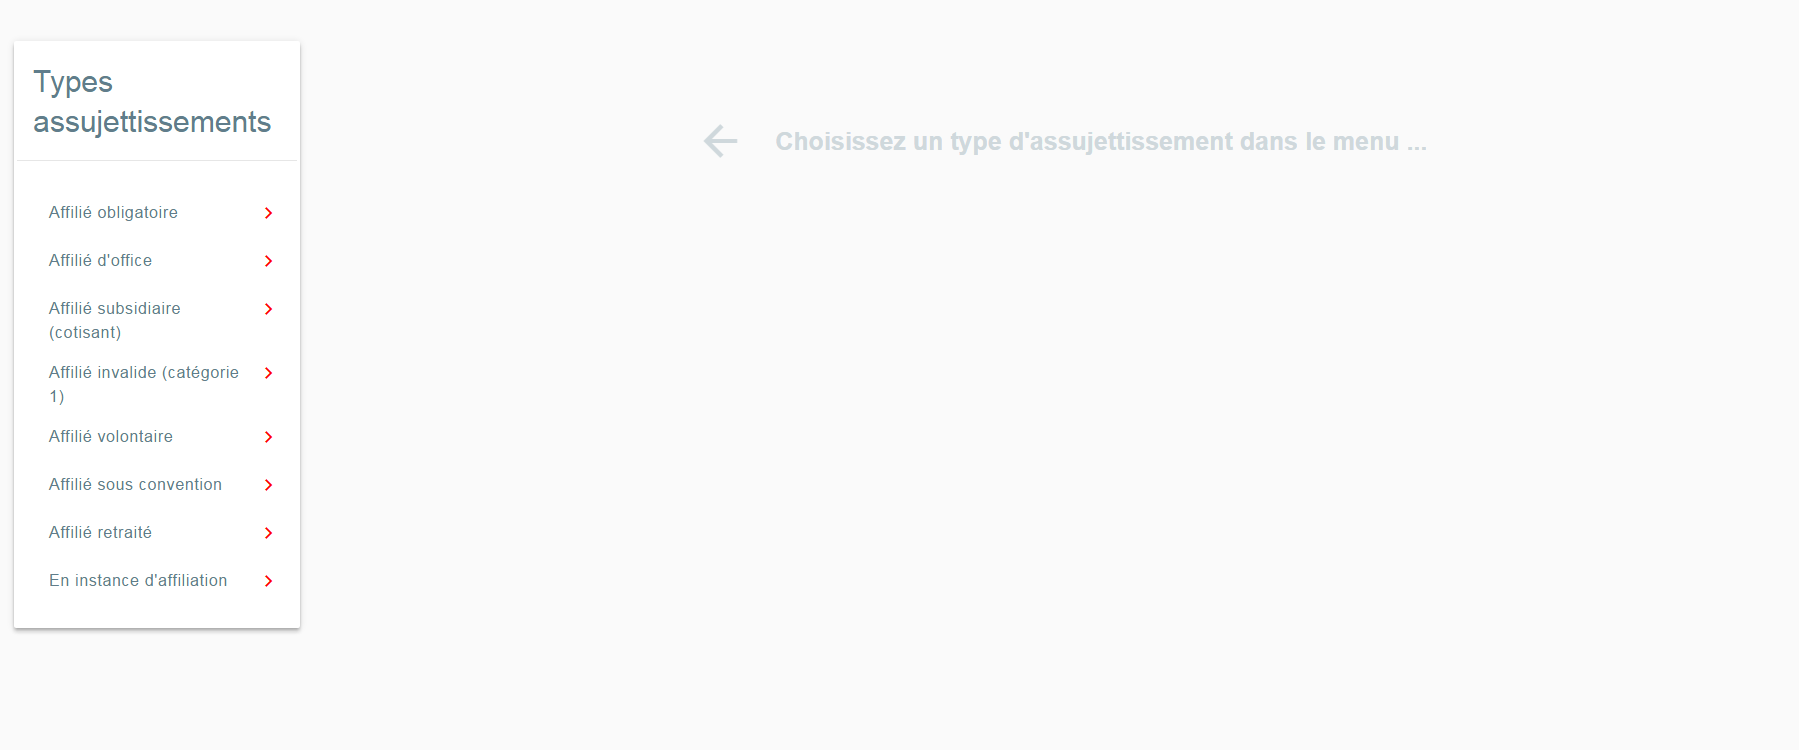 Types
assujettissements
Choisissez un type d'assujettissement dans le menu ...
Affilié obligatoire
Affilié d'office
Affilié subsidiaire
(cotisant)
Affilié invalide (catégorie
1)
Affilié volontaire
Affilié sous convention
Affilié retraité
En instance d'affiliation